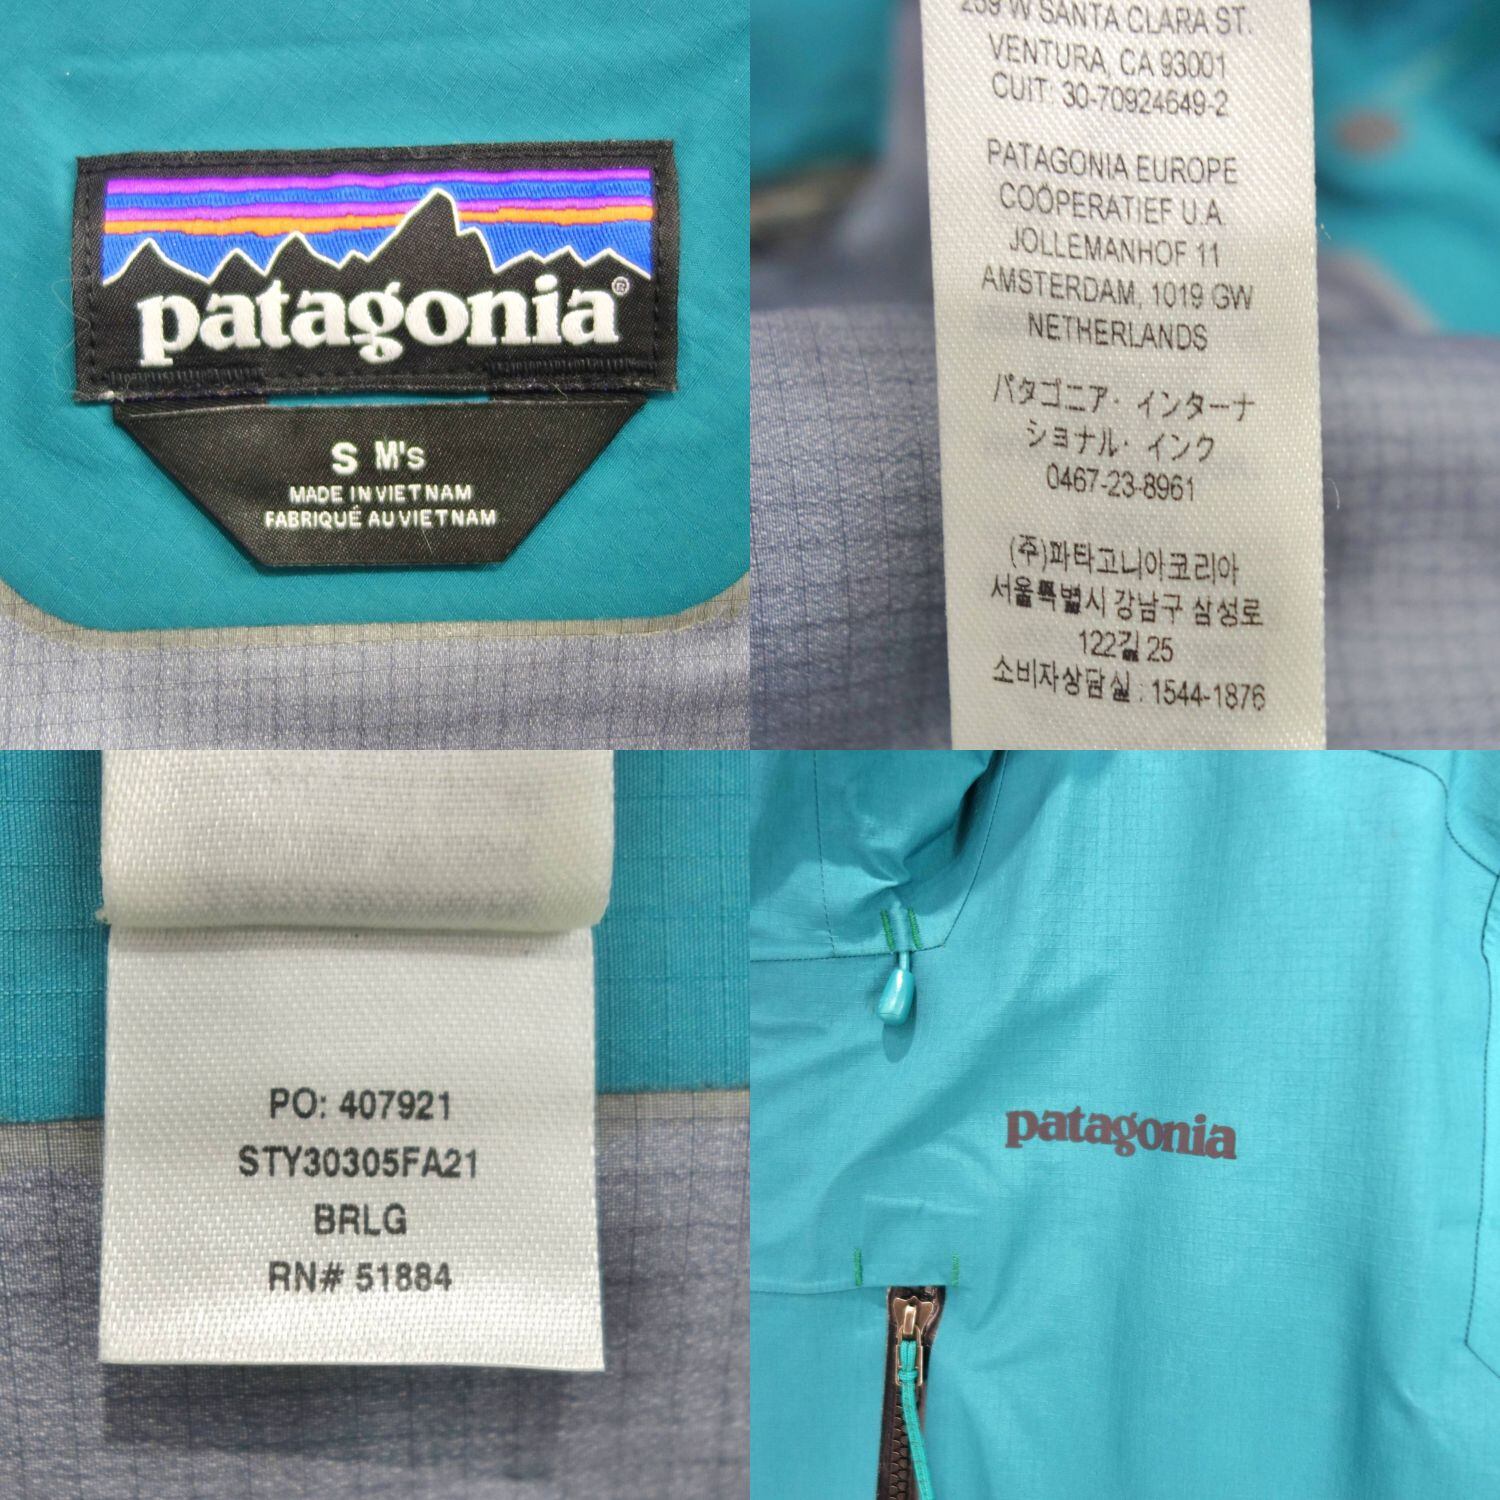 patagonia®
S M's
MADE IN VIETNAM
FABRIQUÉ AU VIETNAM
259 W SANTA CLARA ST.
VENTURA, CA 93001
CUIT: 30-70924649-2
PATAGONIA EUROPE
COÖPERATIEF U.A.
JOLLEMANHOF 11
AMSTERDAM, 1019 GW
NETHERLANDS
パタゴニア・インターナ
ショナル・インク
0467-23-8961
(주)파타고니아코리아
서울특별시 강남구 삼성로
122길 25
소비자상담실 : 1544-1876
PO: 407921
STY30305FA21
BRLG
RN# 51884
patagonia